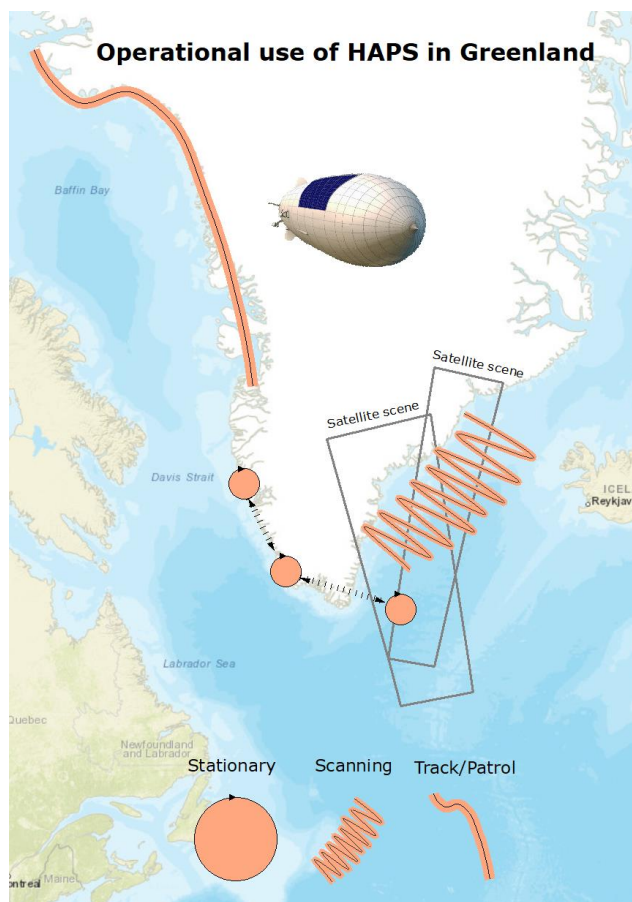 Operational use of HAPS in Greenland
Baffin Bay
Satellite scene
Satellite scene
Davis Strait
ICEL
Reykjav
Labrador Sea
Quebec
Newfoundland
and Labrador
Stationary
Scanning
Track/Patrol
Maine
ontreal